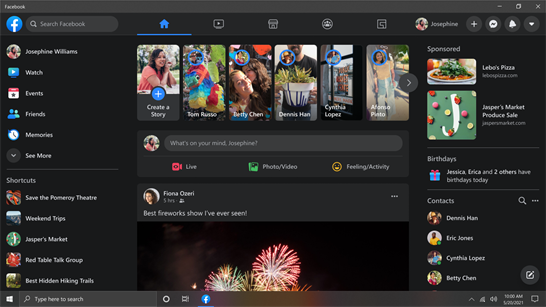 Facebook
Search Facebook
Josephine
Josephine Williams
Watch
Events
Friends
Memories
See More
Shortcuts
Save the Pomeroy Theatre
Weekend Trips
Jasper's Market
Red Table Talk Group
Best Hidden Hiking Trails
Create a
Story
Tom Russo
Betty Chen
Dennis Han
Cynthia
Lopez
Afonso
Pinto
What's on your mind, Josephine?
Live
Photo/Video
Feeling/Activity
Fiona Ozeri
5 hrs
Best fireworks show I've ever seen!
Sponsored
Lebo's Pizza
lebospizza.com
Jasper's Market
Produce Sale
jaspersmarket.com
Birthdays
Jessica, Erica and 2 others have
birthdays today
Contacts
Dennis Han
Eric Jones
Cynthia Lopez
Betty Chen
Type here to search
10:00 AM
5/20/2021